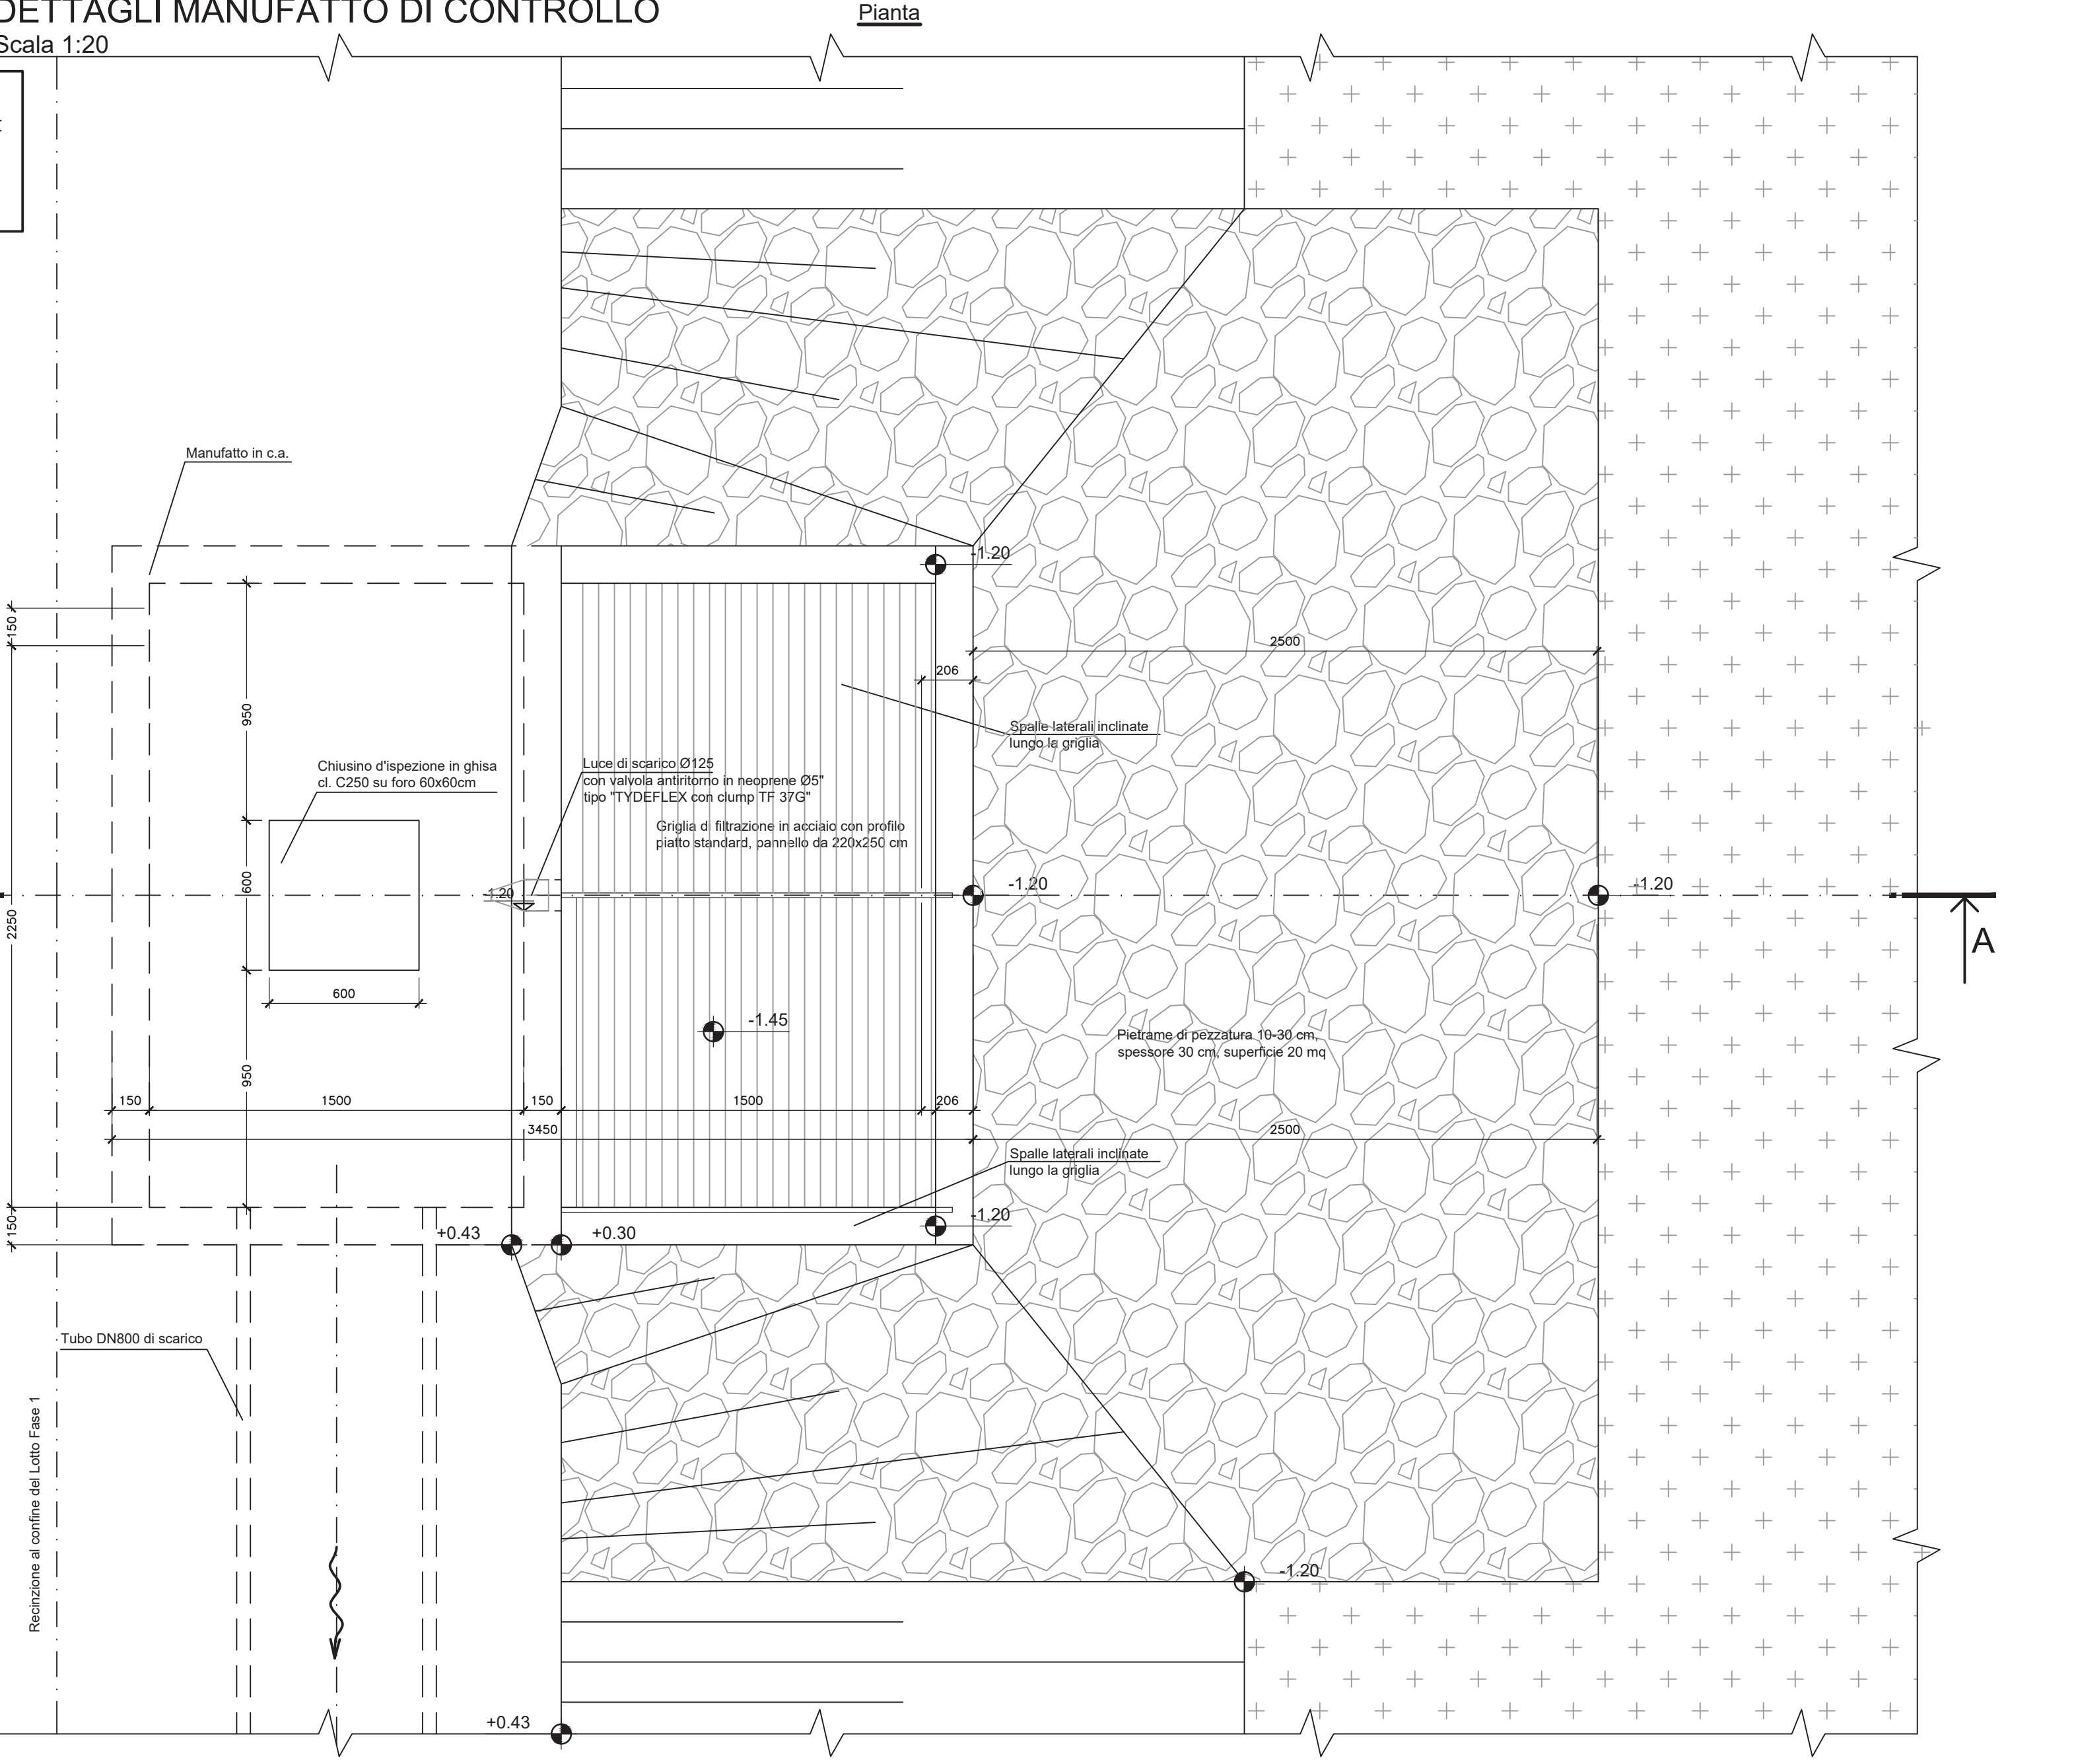 DETTAGLI MANUFATTO DI CONTROLLO
Pianta
Scala 1:20
Manufatto in c.a.
-1.20
150
2500
206
950
Spalle laterali inclinate
lungo la griglia
Luce di scarico Ø125
con valvola antiritorno in neoprene Ø5"
tipo "TYDEFLEX con clump TF 37G"
Chiusino d'ispezione in ghisa
cl. C250 su foro 60x60cm
Griglia di filtrazione in acciaio con profilo
piatto standard, pannello da 220x250 cm
600
-1.20
-1.20
-1.20
2250
A
600
-1.45
Pietrame di pezzatura 10-30 cm,
spessore 30 cm, superficie 20 mq
950
150
1500
150
1500
206
3450
2500
Spalle laterali inclinate
lungo la griglia
-1.20
150
+0.43
+0.30
Tubo DN800 di scarico
Recinzione al confine del Lotto Fase 1
-1.20
+0.43